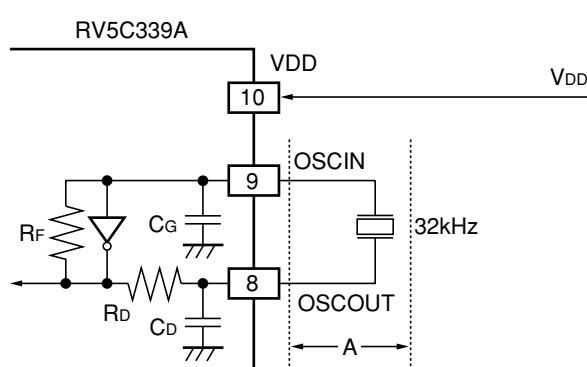 RV5C339A
VDD
10
VDD
OSCIN
9
CG
RF
32kHz
8
OSCOUT
RD
CD
A